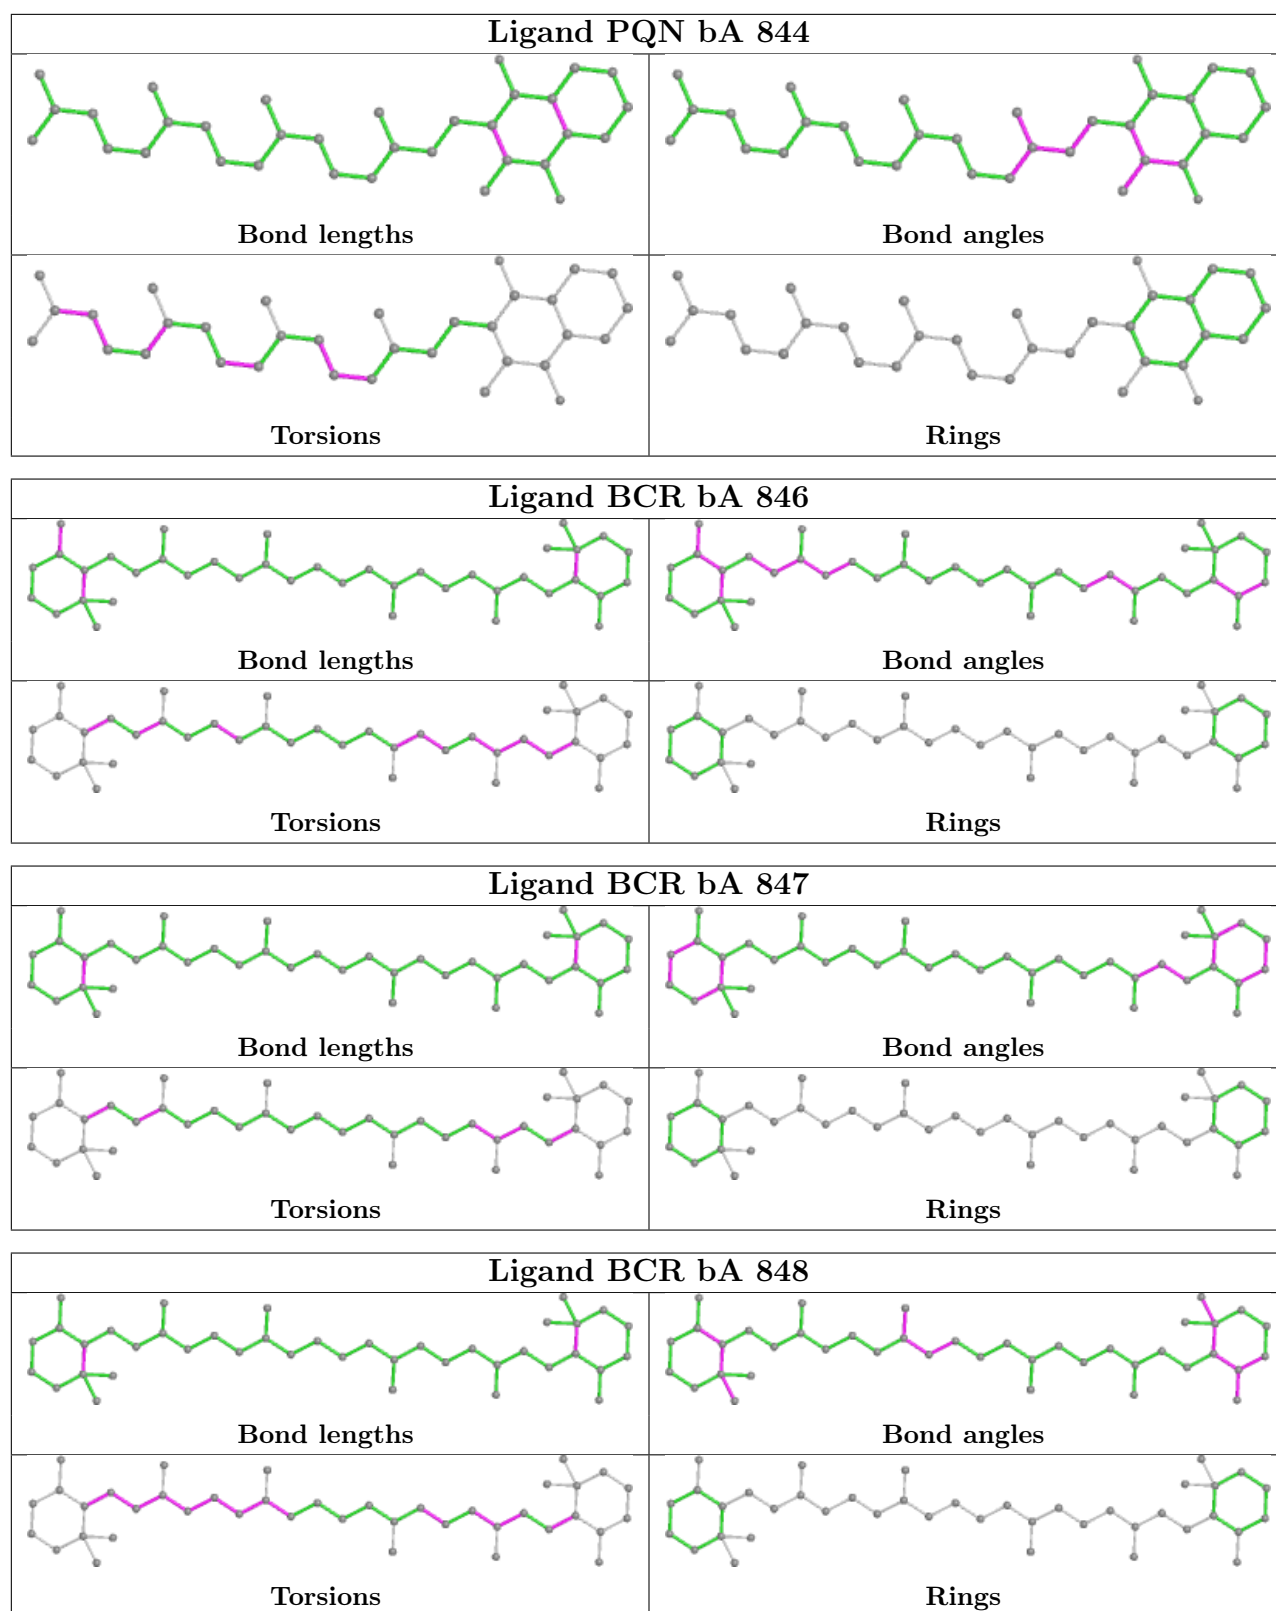 Ligand PQN bA 844
Bond lengths
Bond angles
Torsions
Rings
Ligand BCR bA 846
Bond lengths
Bond angles
Torsions
Rings
Ligand BCR bA 847
Bond lengths
Bond angles
Torsions
Rings
Ligand BCR bA 848
Bond lengths
Bond angles
Torsions
Rings